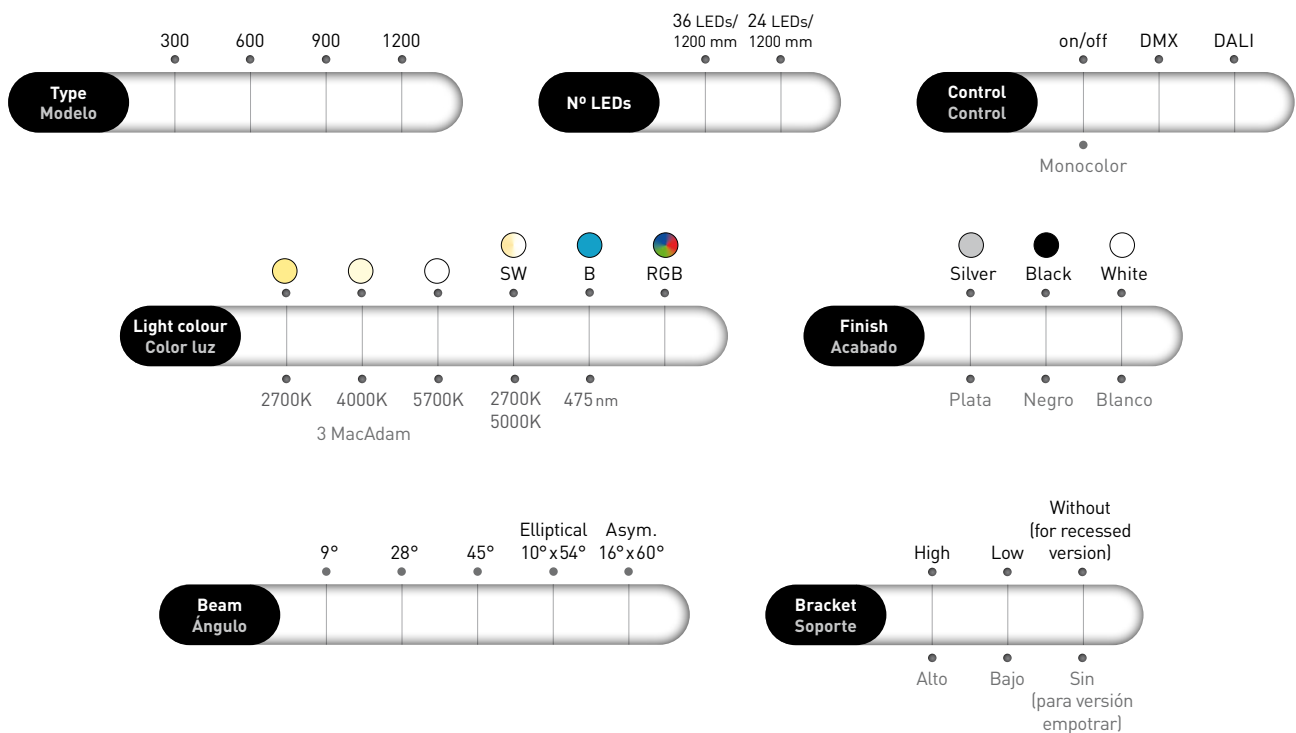 300 600 900 1200
Type
Modelo
36 LEDs/ 24 LEDs/
1200 mm 1200 mm
Nº LEDs
on/off DMX DALI
Control
Control
Monocolor
SW B RGB
Light colour
Color luz
2700K 4000K 5700K 2700K 475 nm
5000K
3 MacAdam
Silver Black White
Finish
Acabado
Plata Negro Blanco
Elliptical Asym.
9° 28° 45° 10°x54° 16°x60°
Beam
Ángulo
Without
(for recessed
High Low version)
Bracket
Soporte
Alto Bajo Sin
(para versión
empotrar)